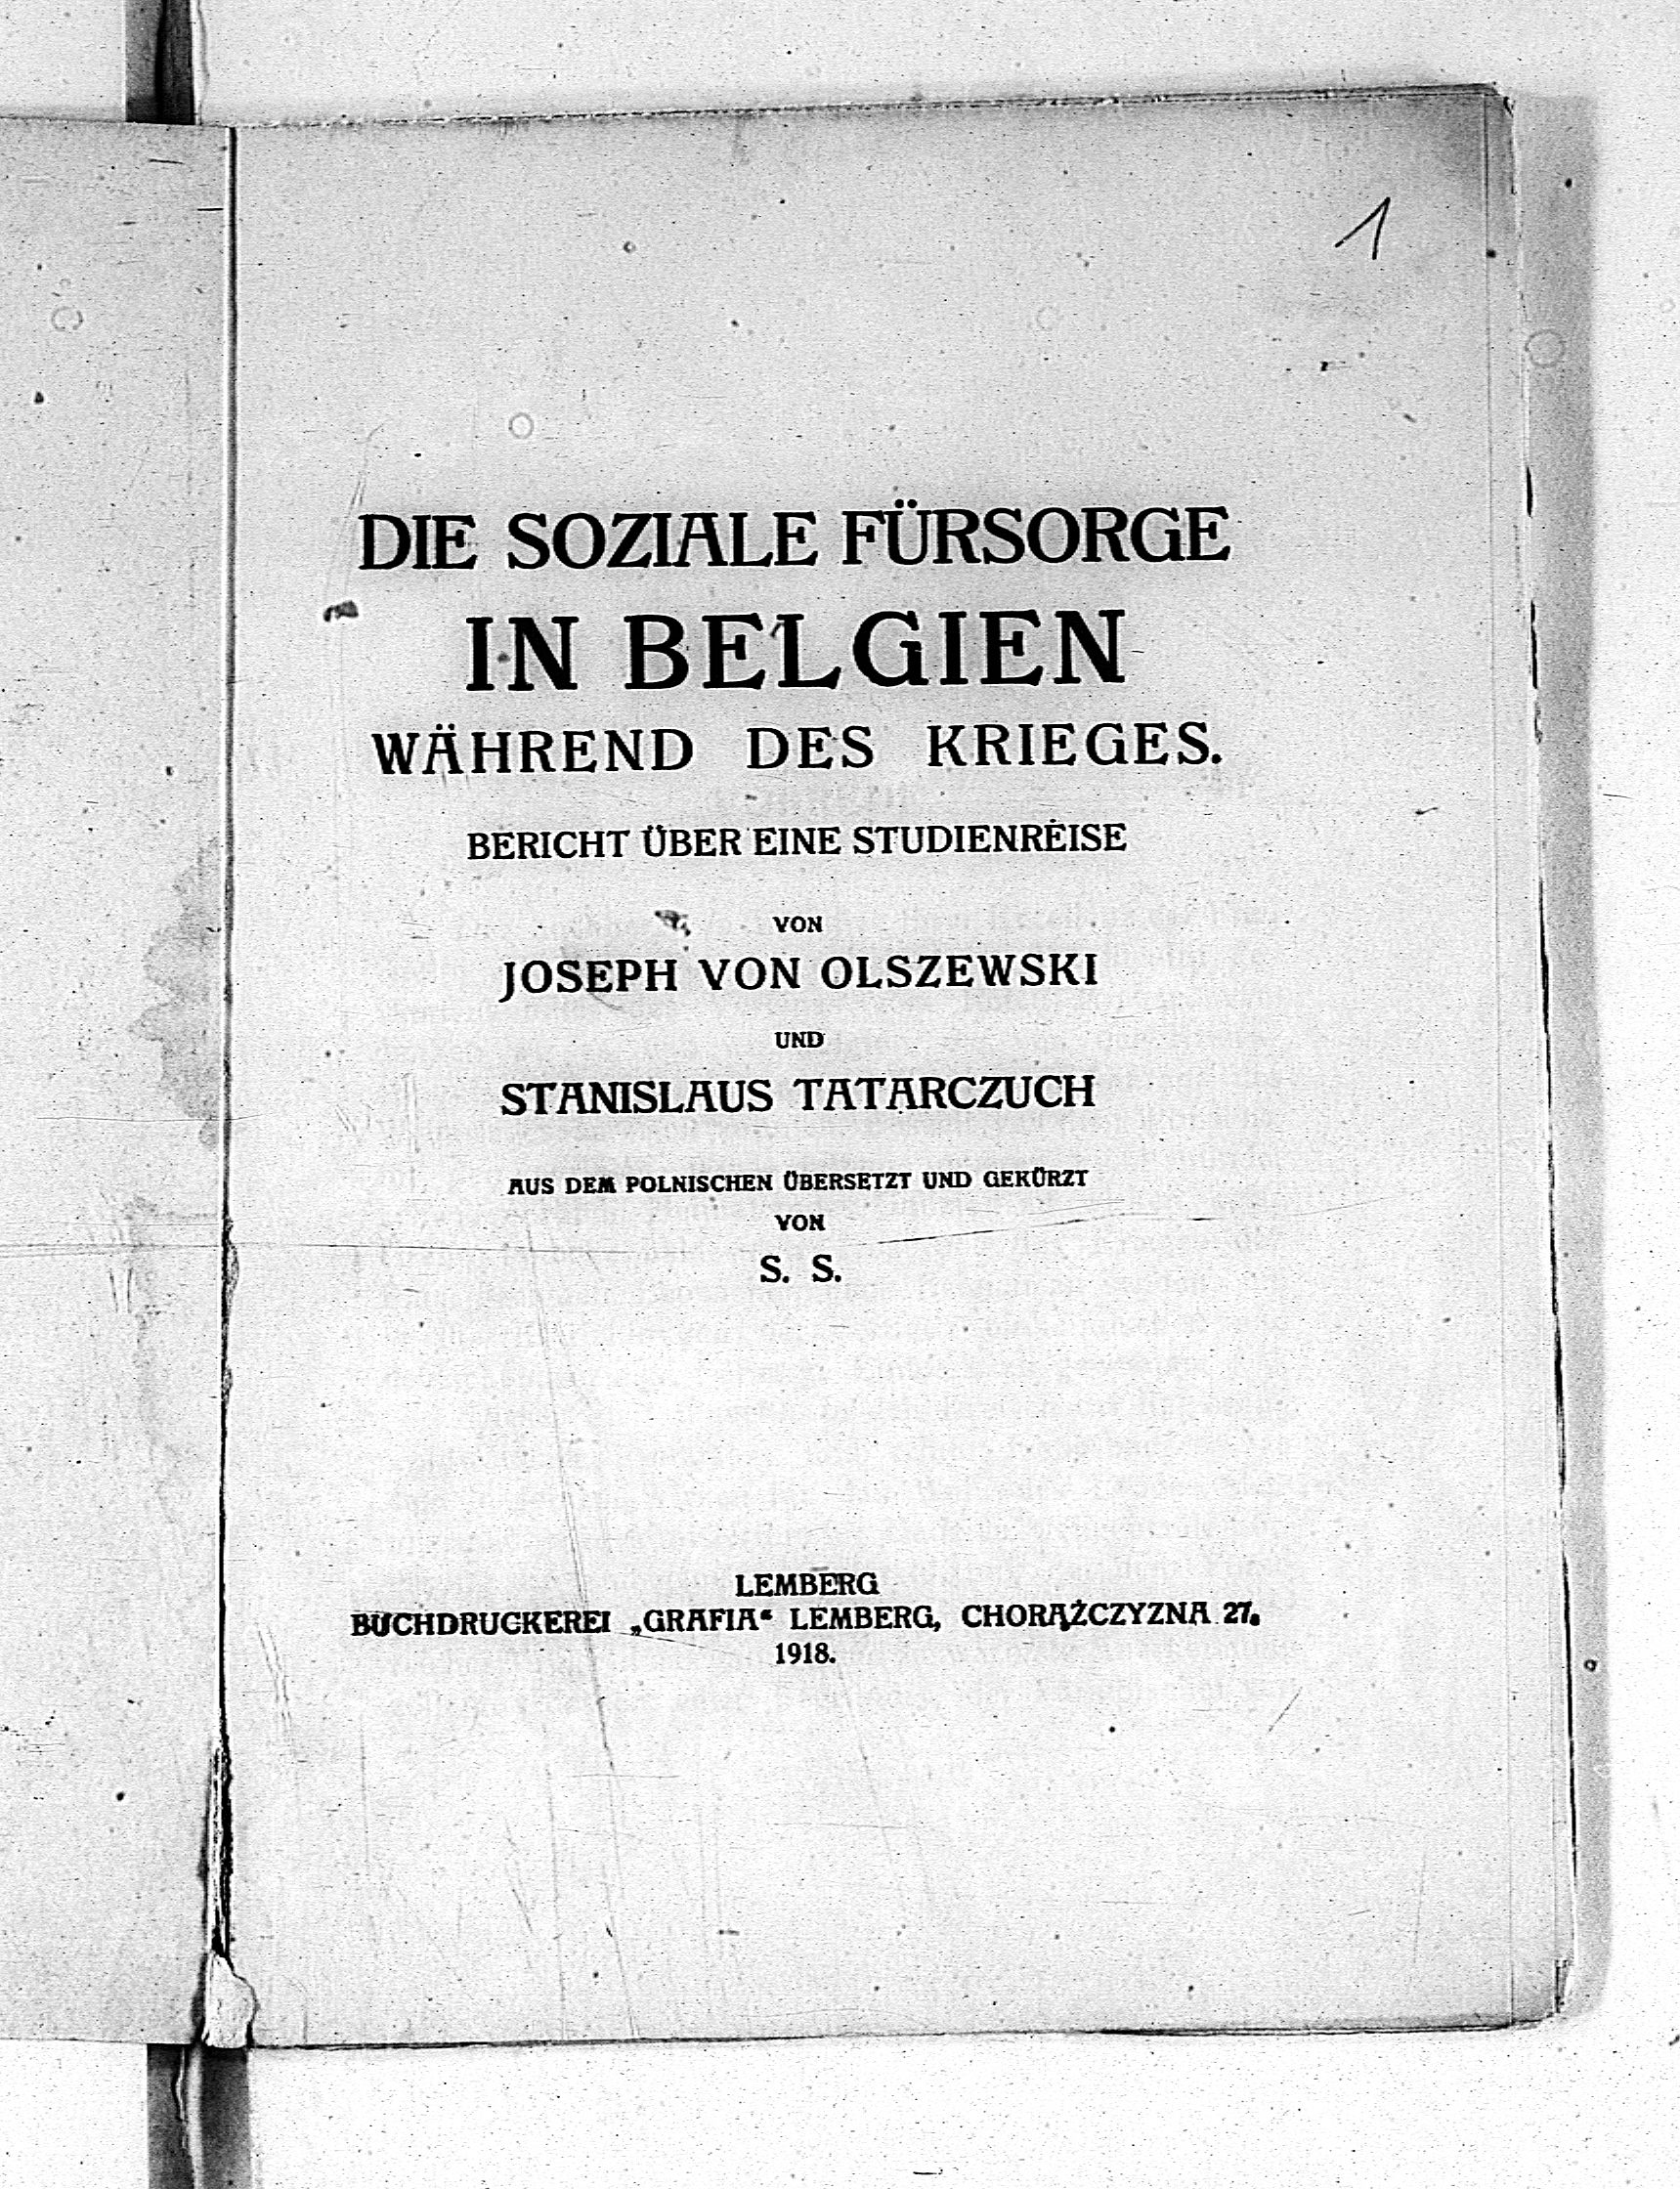 1
DIE SOZIALE FÜRSORGE
IN BELGIEN
WÄHREND DES KRIEGES.
BERICHT ÜBER EINE STUDIENREISE
VON
JOSEPH VON OLSZEWSKI
UND
STANISLAUS TATARCZUCH
AUS DEM POLNISCHEN ÜBERSETZT UND GEKÜRZT
VON
S. S.
LEMBERG
BUCHDRUCKEREI „GRAFIA“ LEMBERG, CHORĄŻCZYZNA 27.
1918.